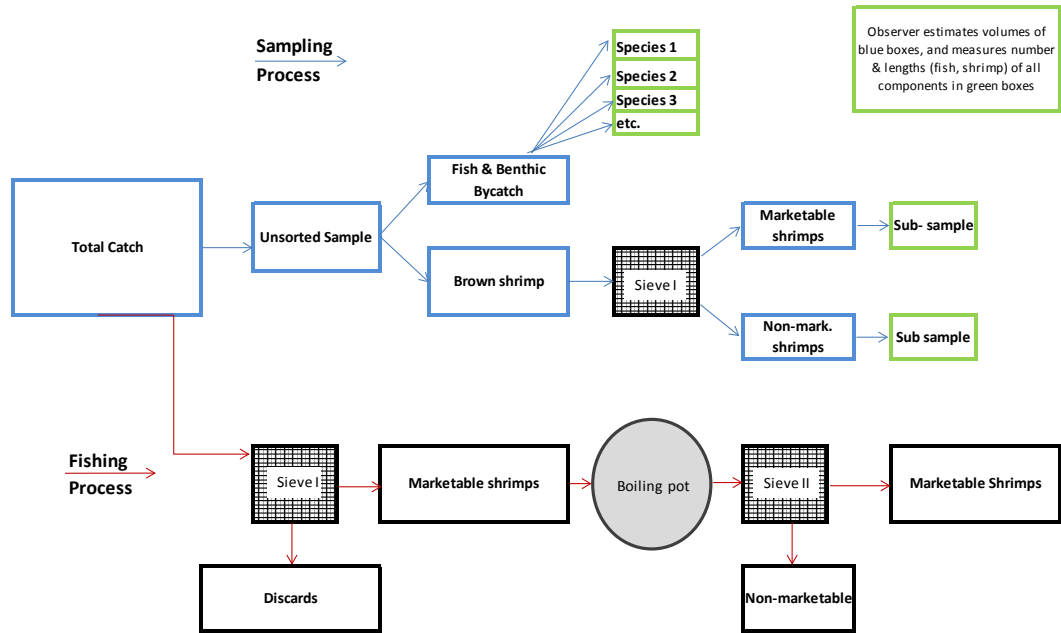 Sampling
Process
Species 1
Species 2
Species 3
etc.
Observer estimates volumes of
blue boxes, and measures number
& lengths (fish, shrimp) of all
components in green boxes
Total Catch
Unsorted Sample
Fish & Benthic
Bycatch
Brown shrimp
Sieve I
Marketable
shrimps
Sub- sample
Non-mark.
shrimps
Sub sample
Fishing
Process
Sieve I
Marketable shrimps
Boiling pot
Sieve II
Marketable Shrimps
Discards
Non-marketable